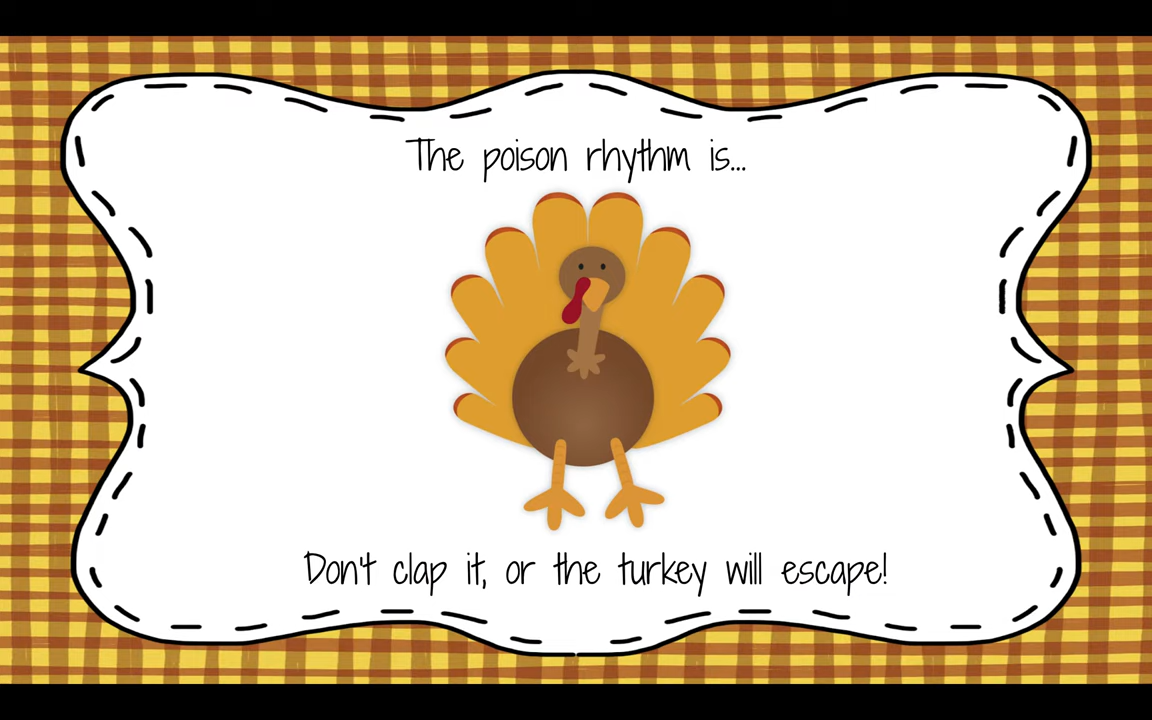 The poison rhythm is...
Don't clap it, or the turkey will escape!